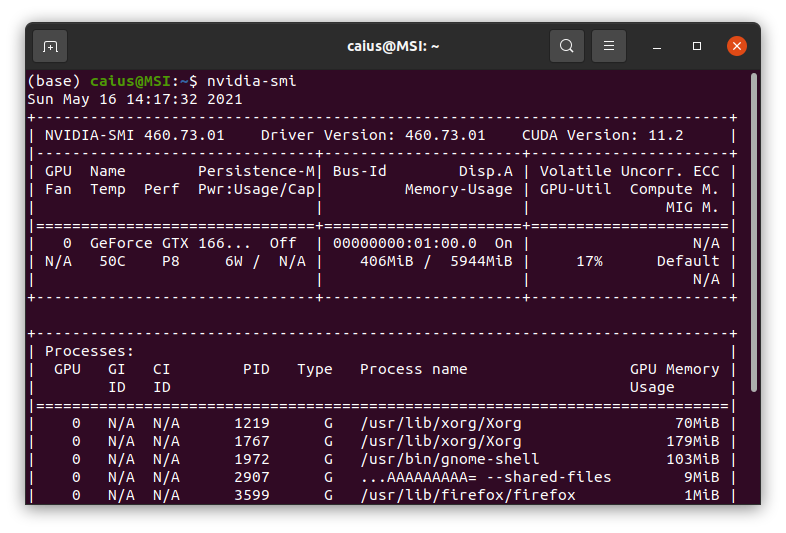 caius@MSI: ~
(base) caius@MSI:~$ nvidia-smi
Sun May 16 14:17:32 2021
+-----------------------------------------------------------------------------+
| NVIDIA-SMI 460.73.01    Driver Version: 460.73.01    CUDA Version: 11.2     |
|-------------------------------+----------------------+----------------------+
| GPU  Name        Persistence-M| Bus-Id        Disp.A | Volatile Uncorr. ECC |
| Fan  Temp  Perf  Pwr:Usage/Cap|         Memory-Usage | GPU-Util  Compute M. |
|                               |                      |               MIG M. |
|===============================+======================+======================|
|   0  GeForce GTX 166...  Off  | 00000000:01:00.0  On |                  N/A |
| N/A   50C    P8     6W /  N/A |    406MiB /  5944MiB |     17%      Default |
|                               |                      |                  N/A |
+-------------------------------+----------------------+----------------------+

+-----------------------------------------------------------------------------+
| Processes:                                                                  |
|  GPU   GI   CI        PID   Type   Process name                  GPU Memory |
|        ID   ID                                                   Usage      |
|=============================================================================|
|    0   N/A  N/A      1219      G   /usr/lib/xorg/Xorg                 70MiB |
|    0   N/A  N/A      1767      G   /usr/lib/xorg/Xorg                179MiB |
|    0   N/A  N/A      1972      G   /usr/bin/gnome-shell              103MiB |
|    0   N/A  N/A      2907      G   ...AAAAAAAAA= --shared-files        9MiB |
|    0   N/A  N/A      3599      G   /usr/lib/firefox/firefox            1MiB |